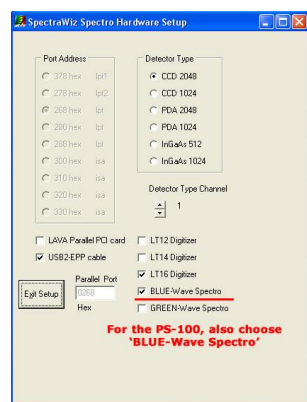 SpectraWiz Spectro Hardware Setup
Port Address
378 hex lpt1
278 hex lpt2
268 hex lpt
280 hex lpt
288 hex lpt
300 hex isa
310 hex isa
320 hex isa
330 hex isa
Detector Type
CCD 2048
CCD 1024
PDA 2048
PDA 1024
InGaAs 512
InGaAs 1024
Detector Type Channel
1
LAVA Parallel PCI card
USB2-EPP cable
LT12 Digitizer
LT14 Digitizer
LT16 Digitizer
BLUE-Wave Spectro
GREEN-Wave Spectro
Exit Setup
Parallel Port
0268
Hex
For the PS-100, also choose
‘BLUE-Wave Spectro’